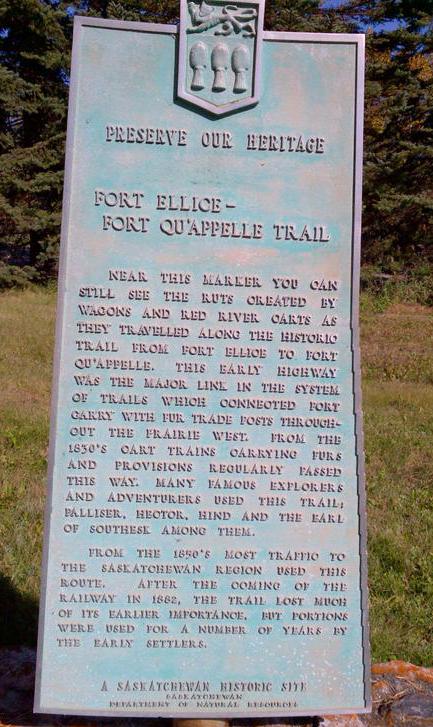 PRESERVE OUR HERITAGE
FORT ELLICE –
FORT QU'APPELLE TRAIL
NEAR THIS MARKER YOU CAN
STILL SEE THE RUTS CREATED BY
WAGONS AND RED RIVER CARTS AS
THEY TRAVELLED ALONG THE HISTORIC
TRAIL FROM FORT ELLICE TO FORT
QU'APPELLE. THIS EARLY HIGHWAY
WAS THE MAJOR LINK IN THE SYSTEM
OF TRAILS WHICH CONNECTED FORT
GARRY WITH FUR TRADE POSTS THROUGH-
OUT THE PRAIRIE WEST. FROM THE
1830'S CART TRAINS CARRYING FURS
AND PROVISIONS REGULARLY PASSED
THIS WAY. MANY FAMOUS EXPLORERS
AND ADVENTURERS USED THIS TRAIL;
PALLISER, HECTOR, HIND AND THE EARL
OF SOUTHESK AMONG THEM.
FROM THE 1850'S MOST TRAFFIC TO
THE SASKATCHEWAN REGION USED THIS
ROUTE. AFTER THE COMING OF THE
RAILWAY IN 1882, THE TRAIL LOST MUCH
OF ITS EARLIER IMPORTANCE, BUT PORTIONS
WERE USED FOR A NUMBER OF YEARS BY
THE EARLY SETTLERS.
A SASKATCHEWAN HISTORIC SITE
SASKATCHEWAN
DEPARTMENT OF NATURAL RESOURCES